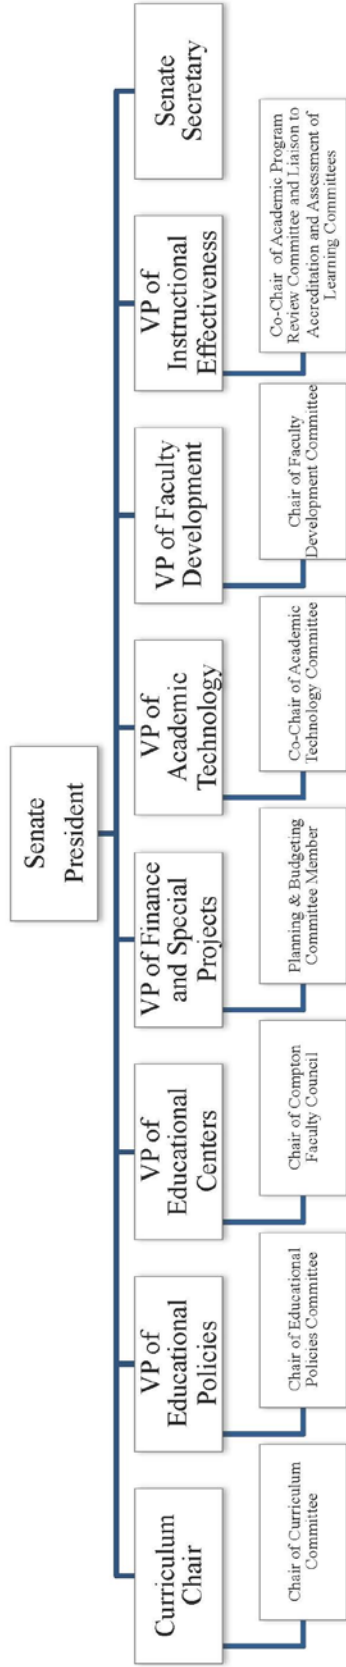 Senate
President
Curriculum
Chair
VP of
Educational
Policies
VP of
Educational
Centers
VP of Finance
and Special
Projects
VP of
Academic
Technology
VP of Faculty
Development
VP of
Instructional
Effectiveness
Senate
Secretary
Chair of Curriculum
Committee
Chair of Educational
Policies Committee
Chair of Compton
Faculty Council
Planning & Budgeting
Committee Member
Co-Chair of Academic
Technology Committee
Chair of Faculty
Development Committee
Co-Chair of Academic Program
Review Committee and Liaison to
Accreditation and Assessment of
Learning Committees